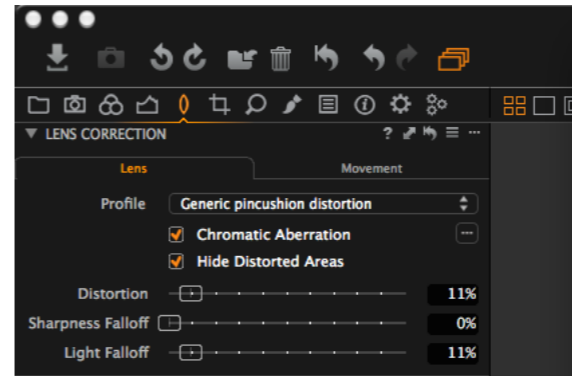 LENS CORRECTION ?
Lens Movement
Profile Generic pincushion distortion
Chromatic Aberration
Hide Distorted Areas
Distortion 11%
Sharpness Falloff 0%
Light Falloff 11%